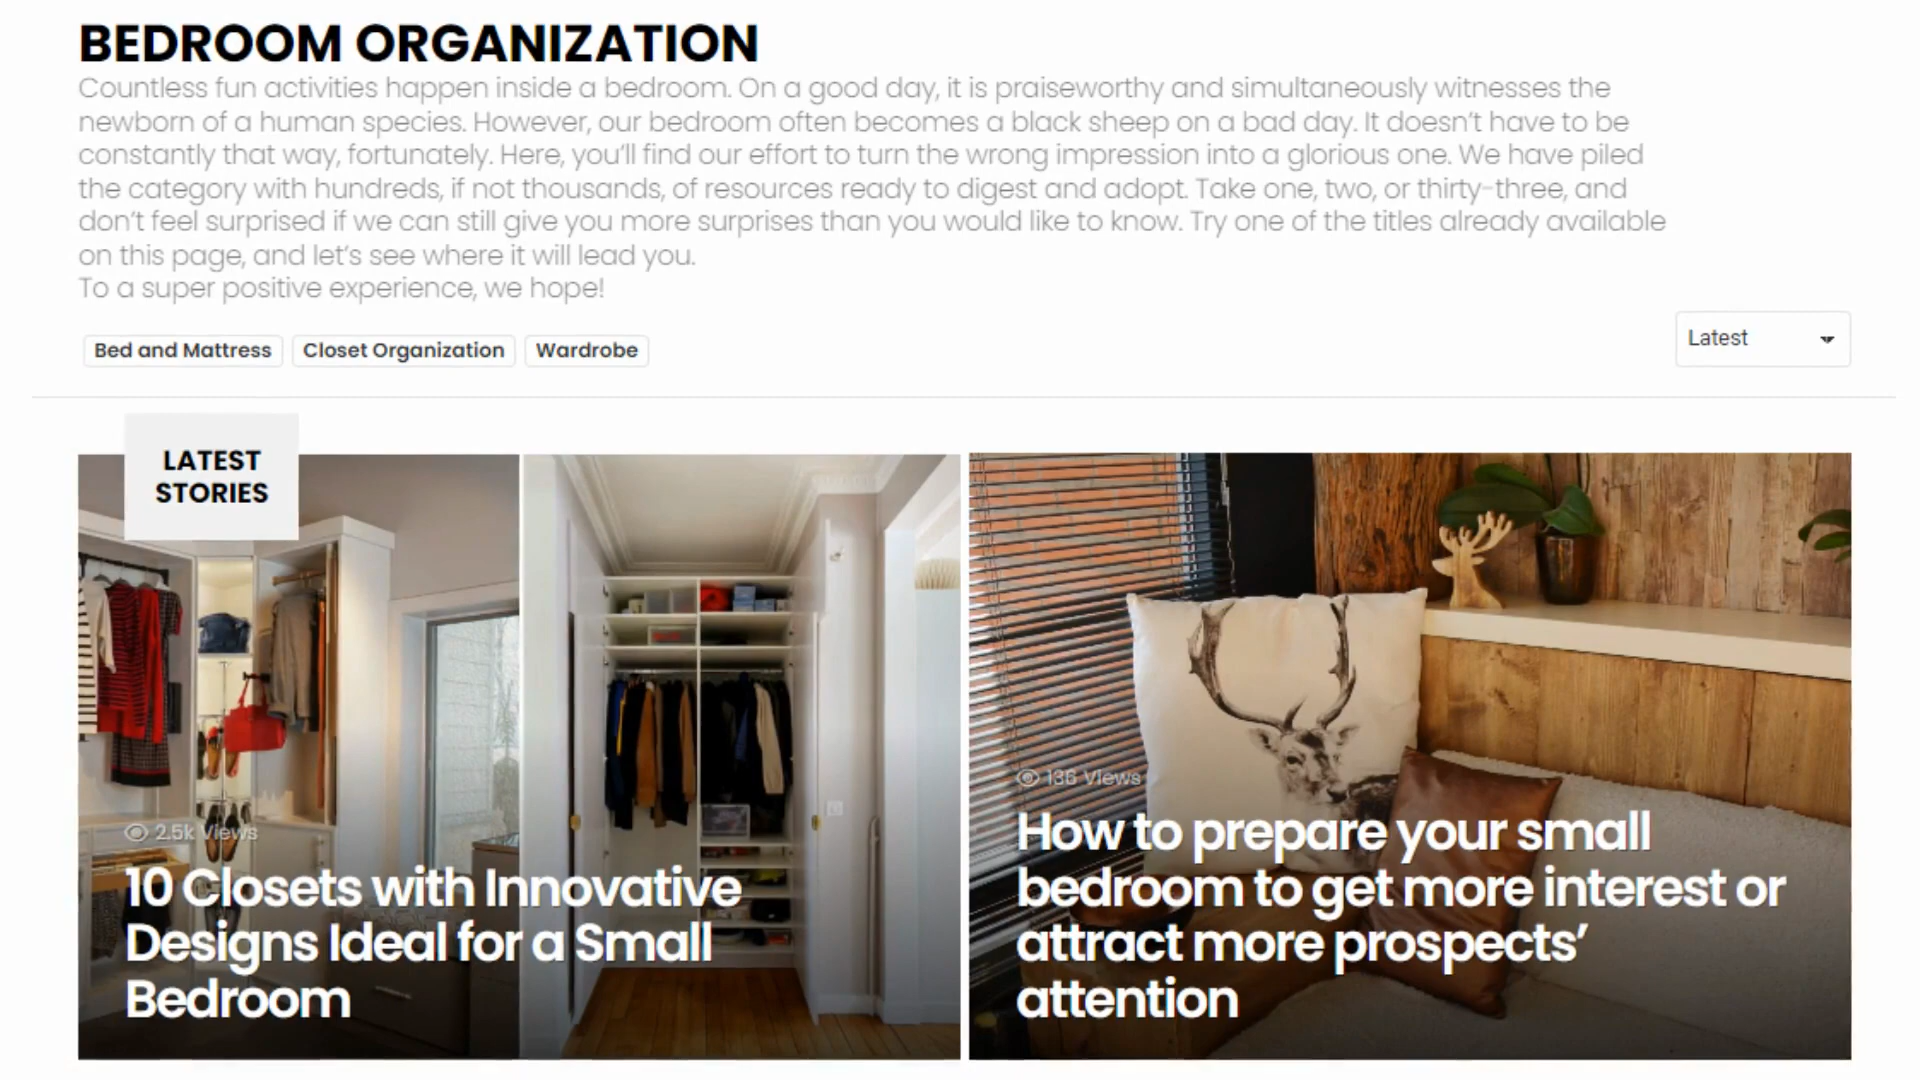 BEDROOM ORGANIZATION
Countless fun activities happen inside a bedroom. On a good day, it is praiseworthy and simultaneously witnesses the
newborn of a human species. However, our bedroom often becomes a black sheep on a bad day. It doesn't have to be
constantly that way, fortunately. Here, you'll find our effort to turn the wrong impression into a glorious one. We have piled
the category with hundreds, if not thousands, of resources ready to digest and adopt. Take one, two, or thirty-three, and
don't feel surprised if we can still give you more surprises than you would like to know. Try one of the titles already available
on this page, and let's see where it will lead you.
To a super positive experience, we hope!
Bed and Mattress
Closet Organization
Wardrobe
Latest
LATEST
STORIES
2.5k Views
10 Closets with Innovative
Designs Ideal for a Small
Bedroom
136 Views
How to prepare your small
bedroom to get more interest or
attract more prospects'
attention